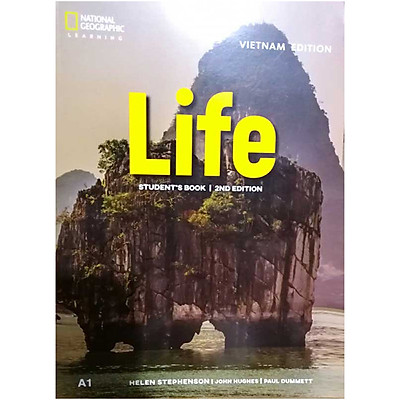 NATIONAL
GEOGRAPHIC
LEARNING
VIETNAM EDITION
Life
STUDENT'S BOOK | 2ND EDITION
A1
HELEN STEPHENSON | JOHN HUGHES | PAUL DUMMETT